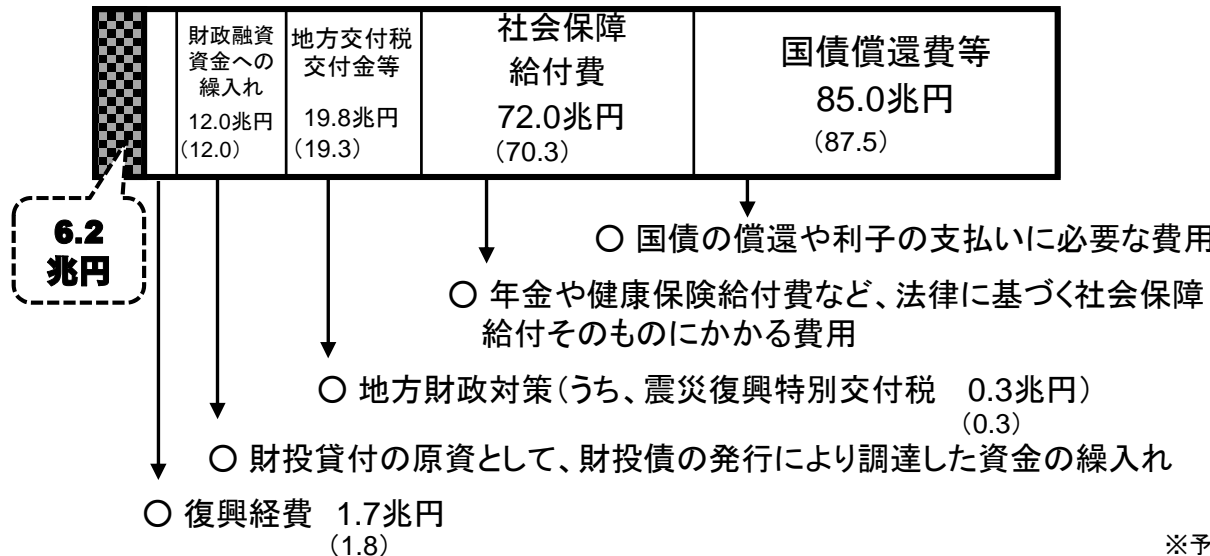 財政融資
資金への
繰入れ
12.0兆円
(12.0)
地方交付税
交付金等
19.8兆円
(19.3)
社会保障
給付費
72.0兆円
(70.3)
国債償還費等
85.0兆円
(87.5)
6.2
兆円
○ 国債の償還や利子の支払いに必要な費用
○ 年金や健康保険給付費など、法律に基づく社会保障
給付そのものにかかる費用
○ 地方財政対策(うち、震災復興特別交付税 0.3兆円)
(0.3)
○ 財投貸付の原資として、財投債の発行により調達した資金の繰入れ
○ 復興経費 1.7兆円
(1.8)
※予